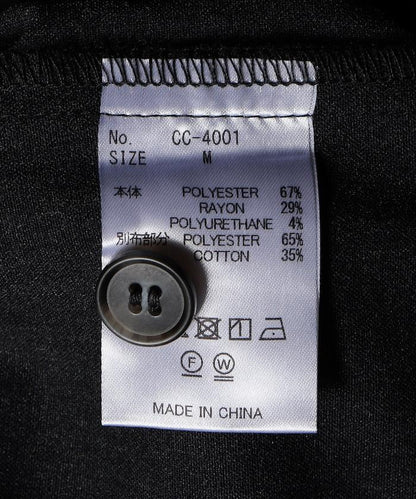 No. CC-4001
SIZE M
本体 POLYESTER 67%
RAYON 29%
POLYURETHANE 4%
別布部分 POLYESTER 65%
COTTON 35%
F W
MADE IN CHINA